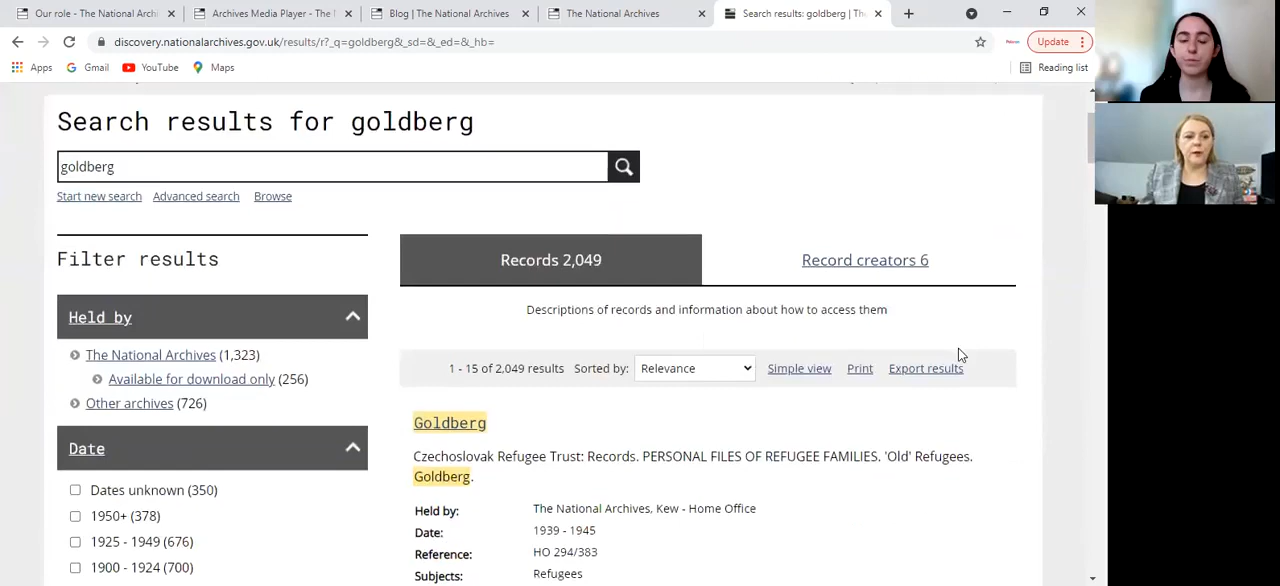 Our role - The National Archi
Archives Media Player - The
Blog | The National Archives
The National Archives
Search results: goldberg | Th
discovery.nationalarchives.gov.uk/results/r?_q=goldberg&_sd=&_ed=&_hb=
Update
Apps
Gmail
YouTube
Maps
Reading list
Search results for goldberg
goldberg
Start new search
Advanced search
Browse
Filter results
Records 2,049
Record creators 6
Descriptions of records and information about how to access them
Held by
The National Archives (1,323)
Available for download only (256)
Other archives (726)
1 - 15 of 2,049 results
Sorted by:
Relevance
Simple view
Print
Export results
Date
Dates unknown (350)
1950+ (378)
1925 - 1949 (676)
1900 - 1924 (700)
Goldberg
Czechoslovak Refugee Trust: Records. PERSONAL FILES OF REFUGEE FAMILIES. 'Old' Refugees.
Goldberg.
Held by: The National Archives, Kew - Home Office
Date: 1939 - 1945
Reference: HO 294/383
Subjects: Refugees